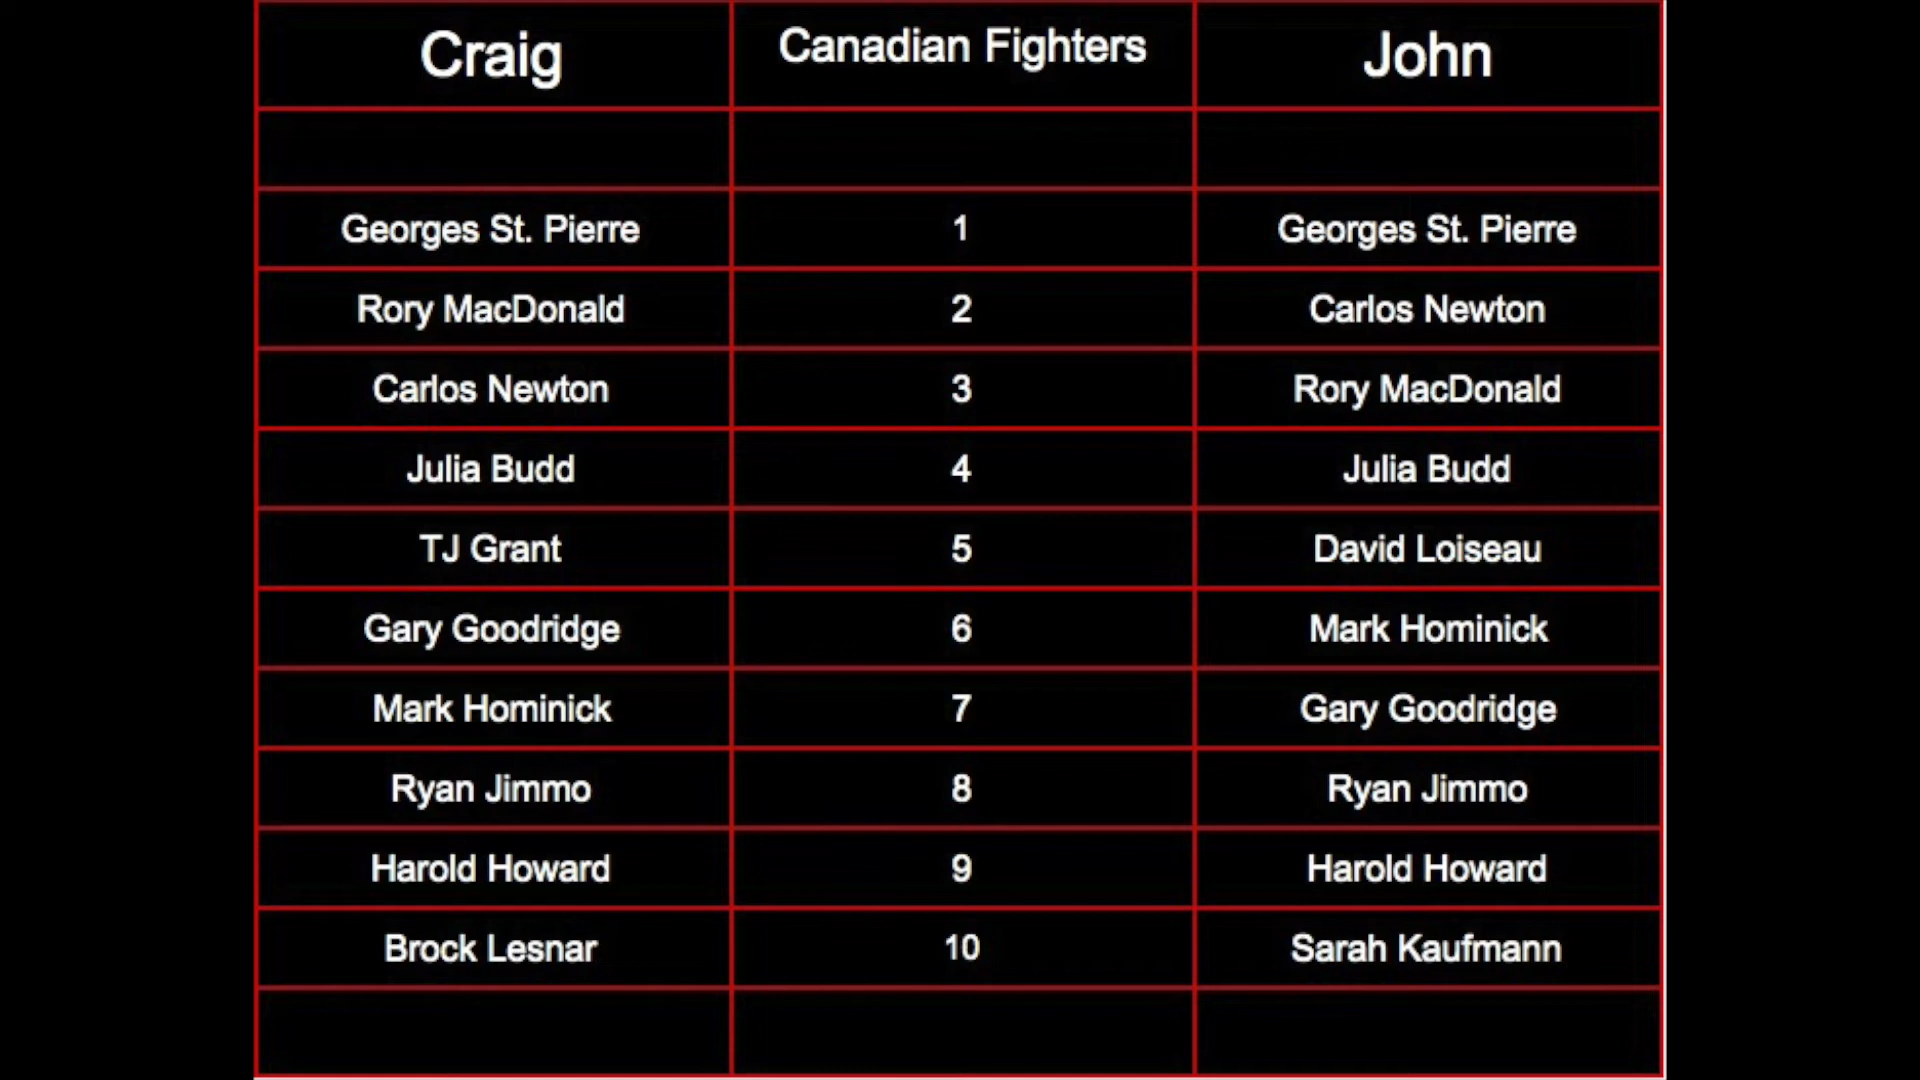 Craig Canadian Fighters John
Georges St. Pierre 1 Georges St. Pierre
Rory MacDonald 2 Carlos Newton
Carlos Newton 3 Rory MacDonald
Julia Budd 4 Julia Budd
TJ Grant 5 David Loiseau
Gary Goodridge 6 Mark Hominick
Mark Hominick 7 Gary Goodridge
Ryan Jimmo 8 Ryan Jimmo
Harold Howard 9 Harold Howard
Brock Lesnar 10 Sarah Kaufmann